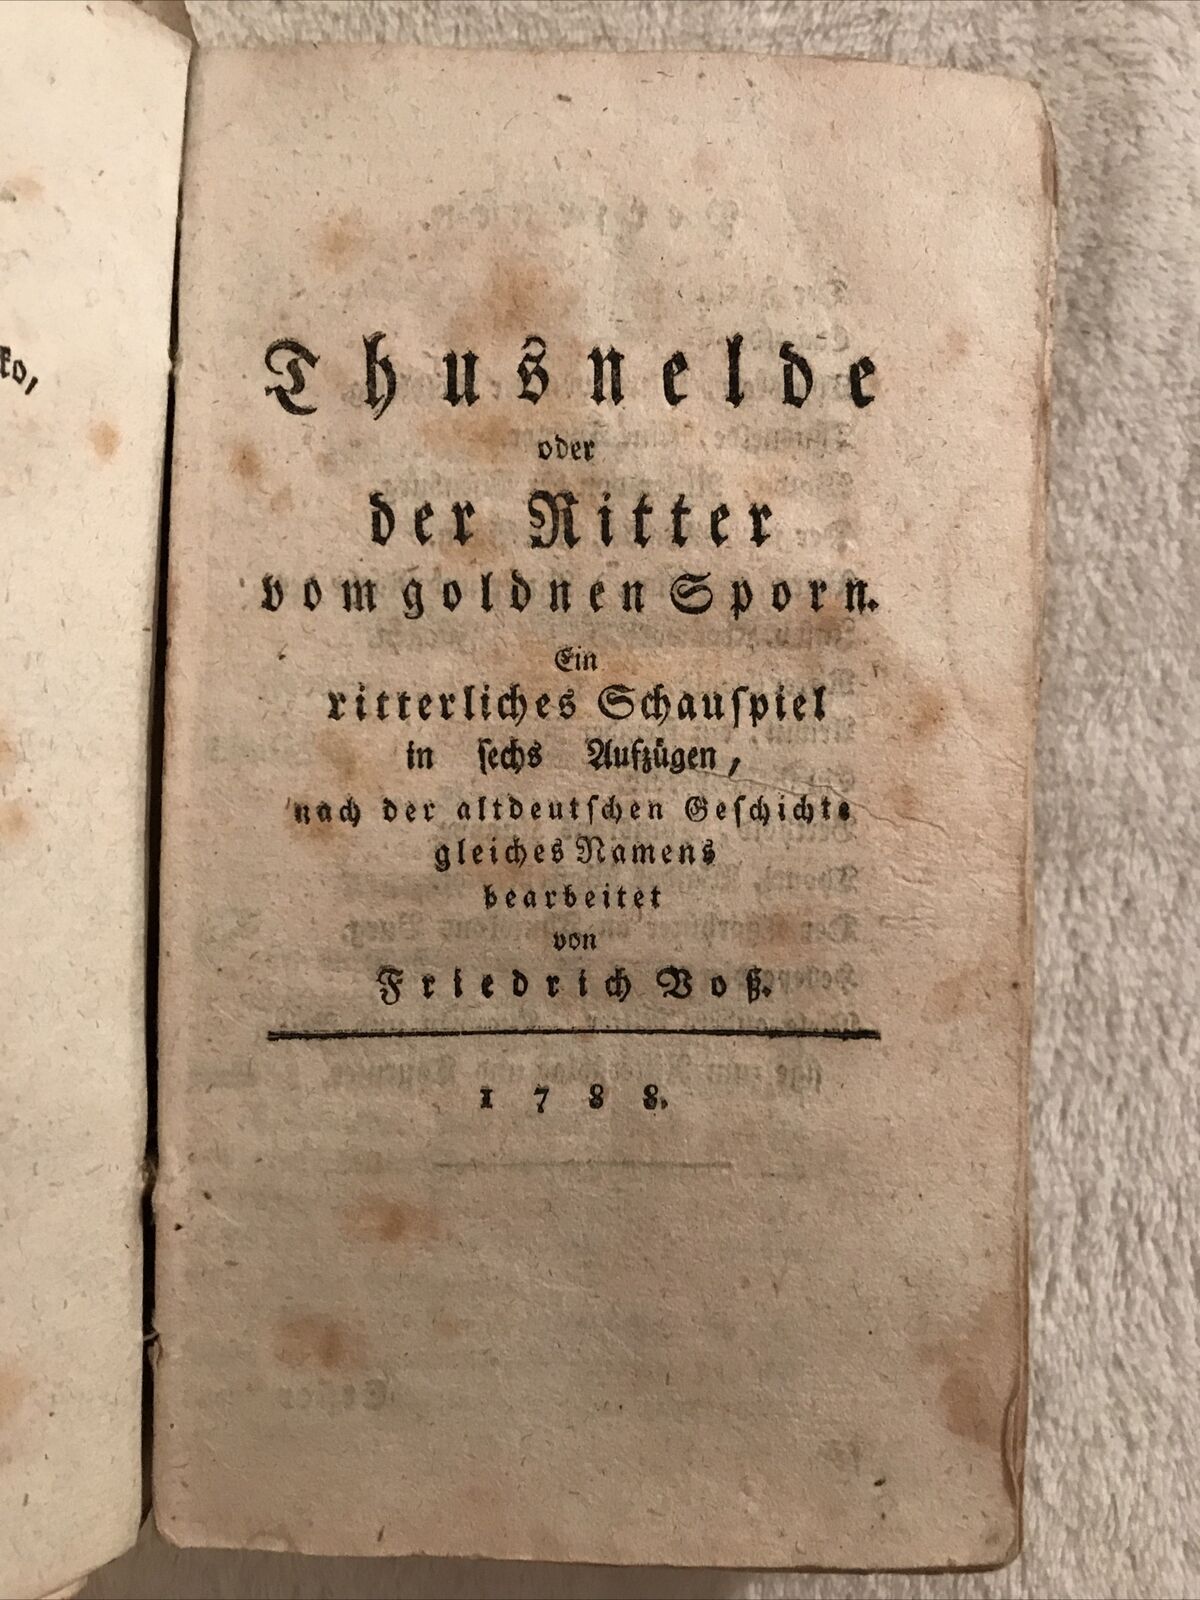 ko,
Thusnelde
oder
der Ritter
vom goldnen Sporn.
Ein
ritterliches Schauſpiel
in ſechs Aufzügen,
nach der altdeutſchen Geſchichte
gleiches Namens
bearbeitet
von
Friedrich Voß.
1788.